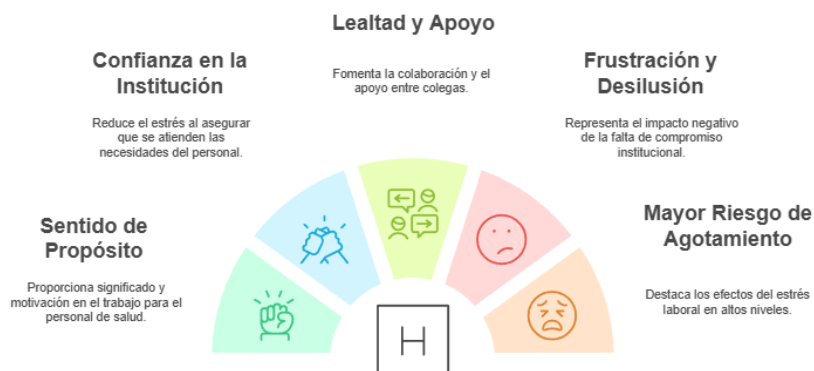 Lealtad y Apoyo
Fomenta la colaboración y el
apoyo entre colegas.
Confianza en la
Institución
Reduce el estrés al asegurar
que se atienden las
necesidades del personal.
Frustración y
Desilusión
Representa el impacto negativo
de la falta de compromiso
institucional.
Sentido de
Propósito
Proporciona significado y
motivación en el trabajo para el
personal de salud.
Mayor Riesgo de
Agotamiento
Destaca los efectos del estrés
laboral en altos niveles.
H